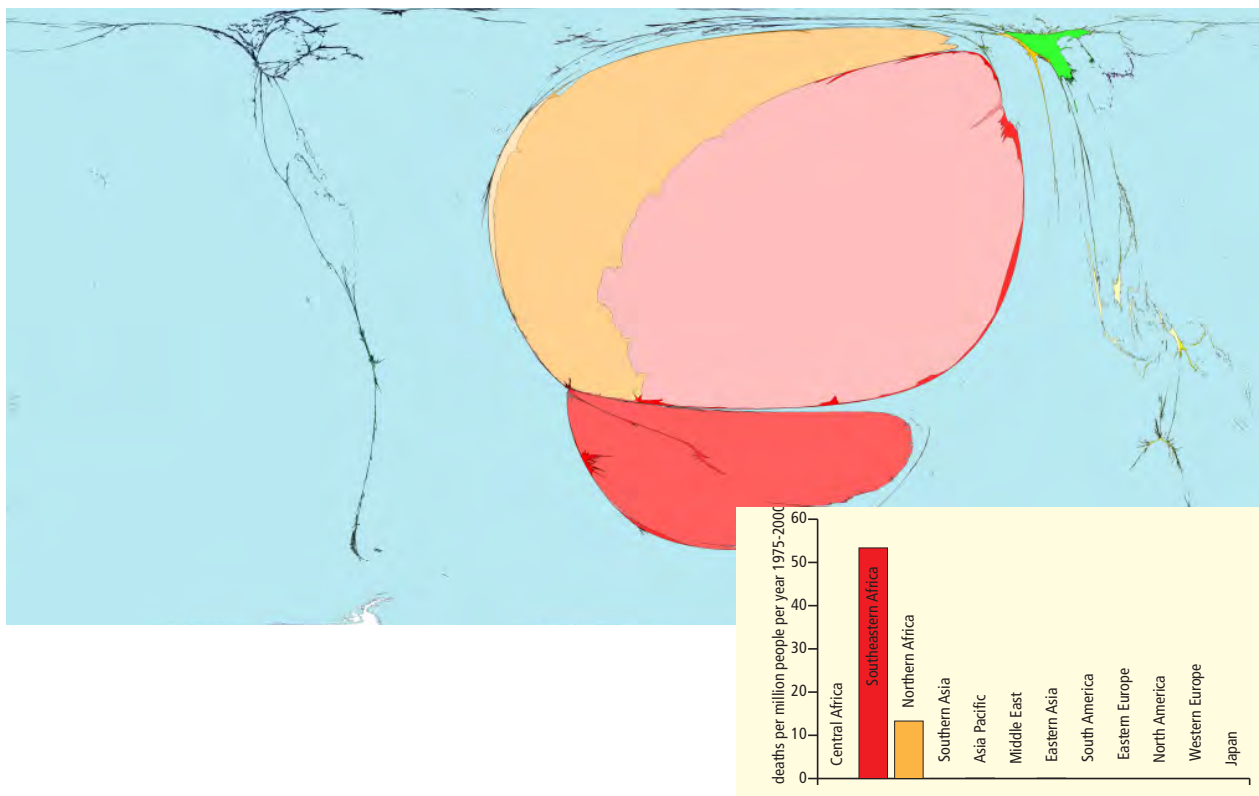 deaths per million people per year 1975-2000
60
50
40
30
20
10
0
Central Africa
Southeastern Africa
Northern Africa
Southern Asia
Asia Pacific
Middle East
Eastern Asia
South America
Eastern Europe
North America
Western Europe
Japan